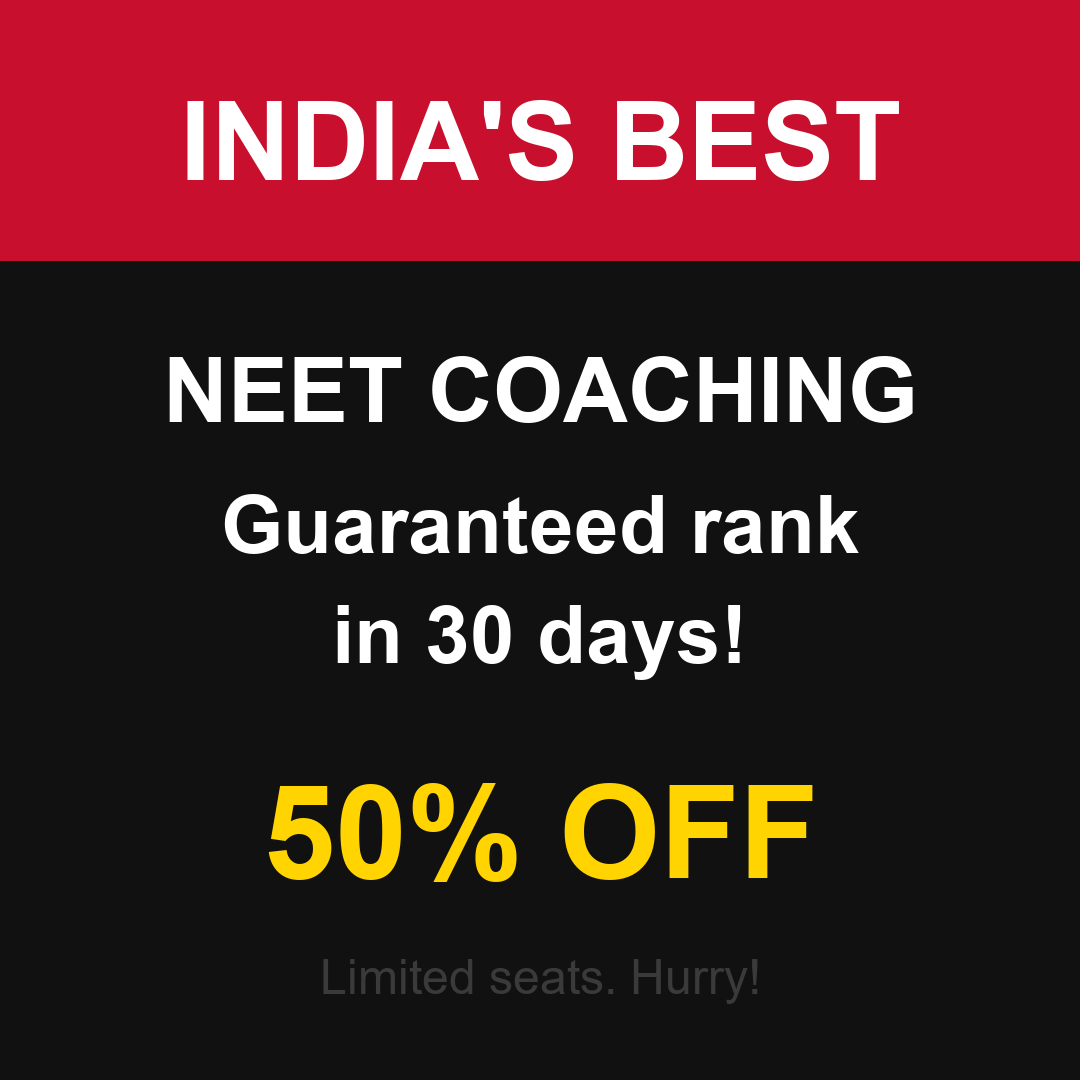 INDIA'S BEST
NEET COACHING
Guaranteed rank
in 30 days!
50% OFF
Limited seats. Hurry!